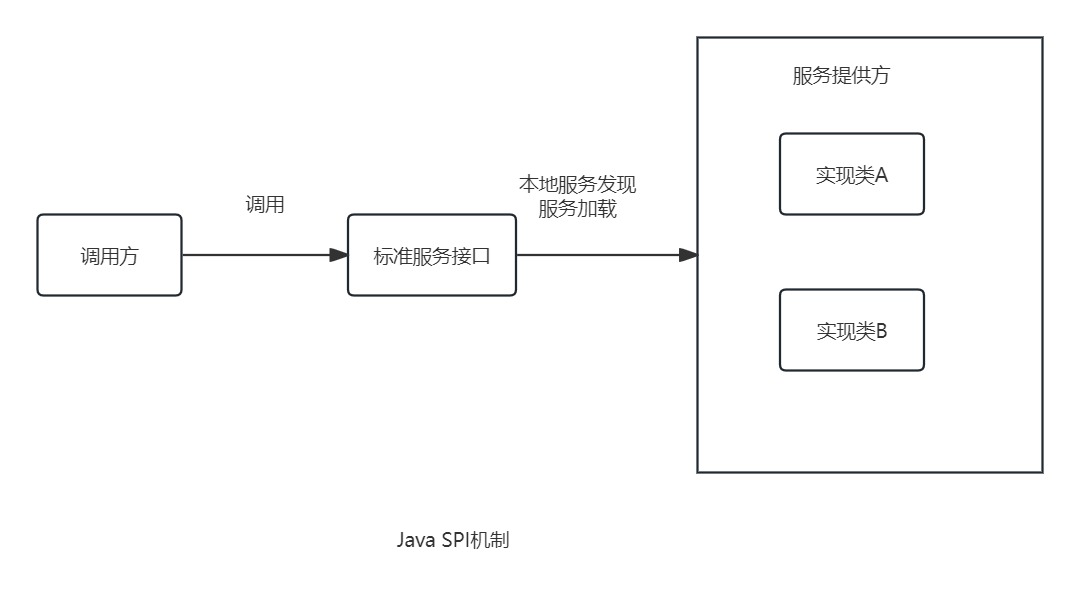 服务提供方
实现类A
本地服务发现
服务加载
调用
调用方
标准服务接口
实现类B
Java SPI机制